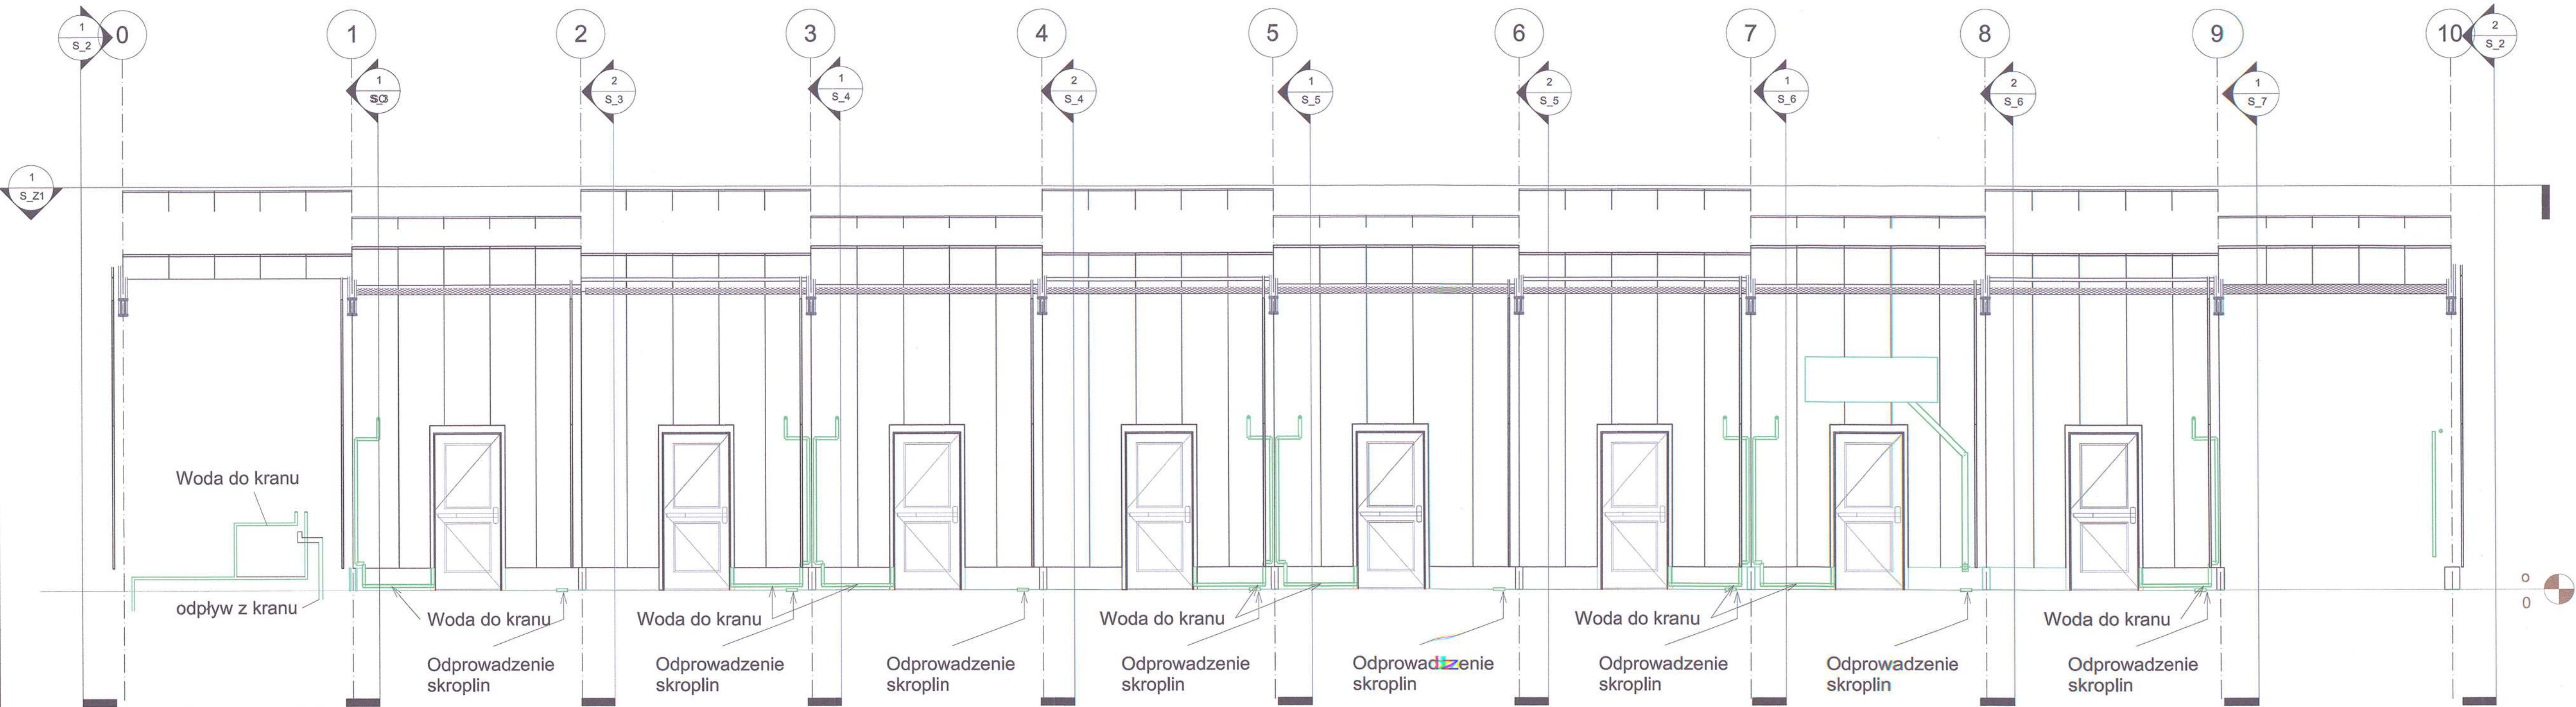 0 1 2 3 4 5 6 7 8 9 10
1
S_2
2
S_2
1
2
S_3
1
S_4
2
S_4
1
S_5
2
S_5
1
S_6
2
S_6
1
S_7
1
S_Z1
Woda do kranu
odpływ z kranu
Woda do kranu
Woda do kranu
Woda do kranu
Woda do kranu
Woda do kranu
Odprowadzenie
skroplin
Odprowadzenie
skroplin
Odprowadzenie
skroplin
Odprowadzenie
skroplin
Odprowadzenie
skroplin
Odprowadzenie
skroplin
Odprowadzenie
skroplin
Odprowadzenie
skroplin
o
0